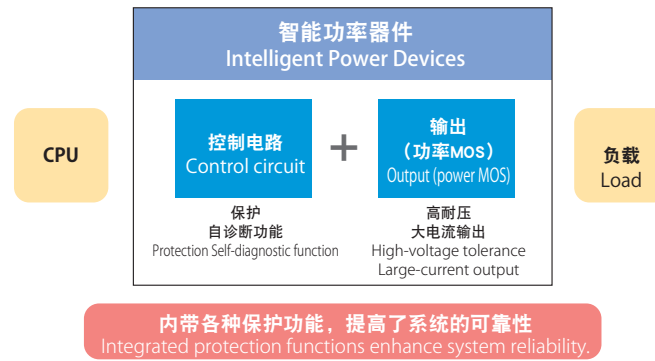 智能功率器件
Intelligent Power Devices
CPU
控制电路
Control circuit
+
输出
（功率MOS）
Output (power MOS)
负载
Load
保护
自诊断功能
Protection Self-diagnostic function
高耐压
大电流输出
High-voltage tolerance
Large-current output
内带各种保护功能，提高了系统的可靠性
Integrated protection functions enhance system reliability.